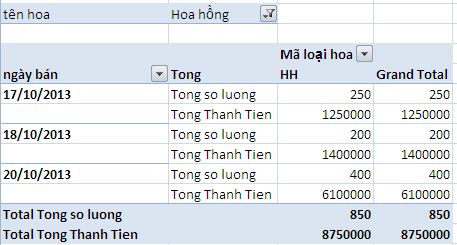 tên hoa Hoa hồng
Mã loại hoa
ngày bán Tong HH Grand Total
17/10/2013 Tong so luong 250 250
Tong Thanh Tien 1250000 1250000
18/10/2013 Tong so luong 200 200
Tong Thanh Tien 1400000 1400000
20/10/2013 Tong so luong 400 400
Tong Thanh Tien 6100000 6100000
Total Tong so luong 850 850
Total Tong Thanh Tien 8750000 8750000